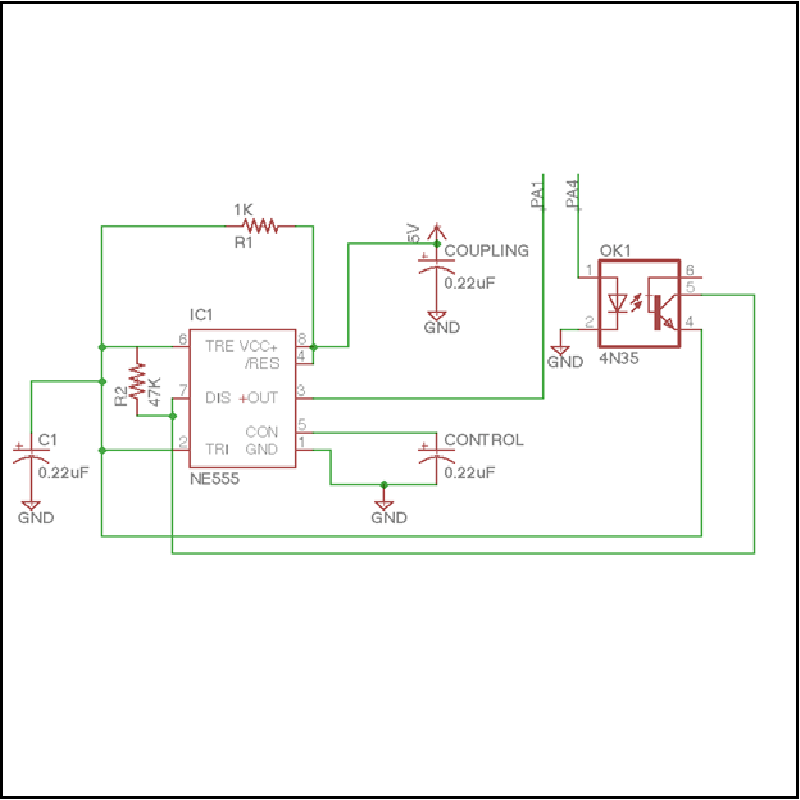 1K
R1
PA1
PA4
5V
COUPLING
0.22uF
GND
OK1
1
6
5
2
4
GND
4N35
IC1
6
TRE
VCC+
8
/RES
4
R2
47K
7
DIS
+OUT
3
CON
5
2
TRI
GND
1
NE555
C1
0.22uF
GND
CONTROL
0.22uF
GND